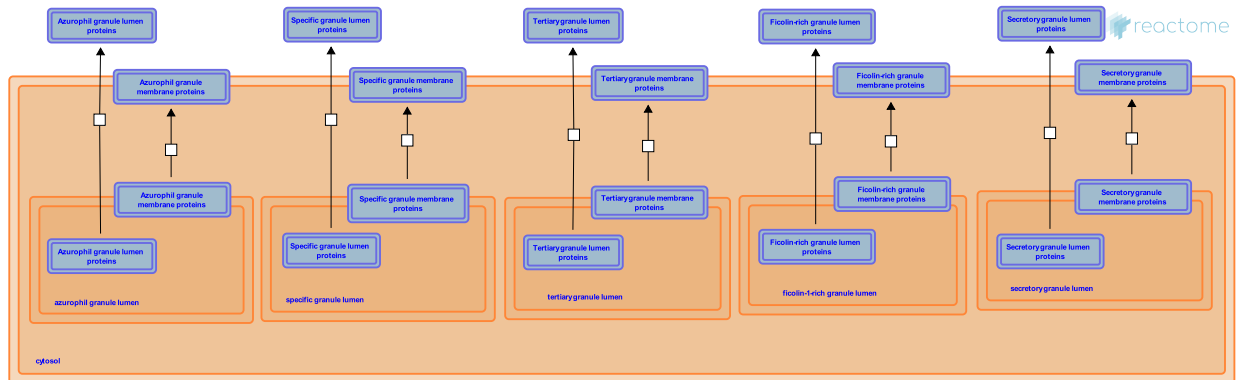 Azurophil granule lumen
proteins
Specific granule lumen
proteins
Tertiary granule lumen
proteins
Ficolin-rich granule lumen
proteins
Secretory granule lumen
proteins
reactome
Azurophil granule
membrane proteins
Specific granule membrane
proteins
Tertiary granule membrane
proteins
Ficolin-rich granule
membrane proteins
Secretory granule
membrane proteins
Azurophil granule
membrane proteins
Specific granule membrane
proteins
Tertiary granule membrane
proteins
Ficolin-rich granule
membrane proteins
Secretory granule
membrane proteins
Azurophil granule lumen
proteins
Specific granule lumen
proteins
Tertiary granule lumen
proteins
Ficolin-rich granule lumen
proteins
Secretory granule lumen
proteins
azurophil granule lumen
specific granule lumen
tertiary granule lumen
ficolin-1-rich granule lumen
secretory granule lumen
cytosol